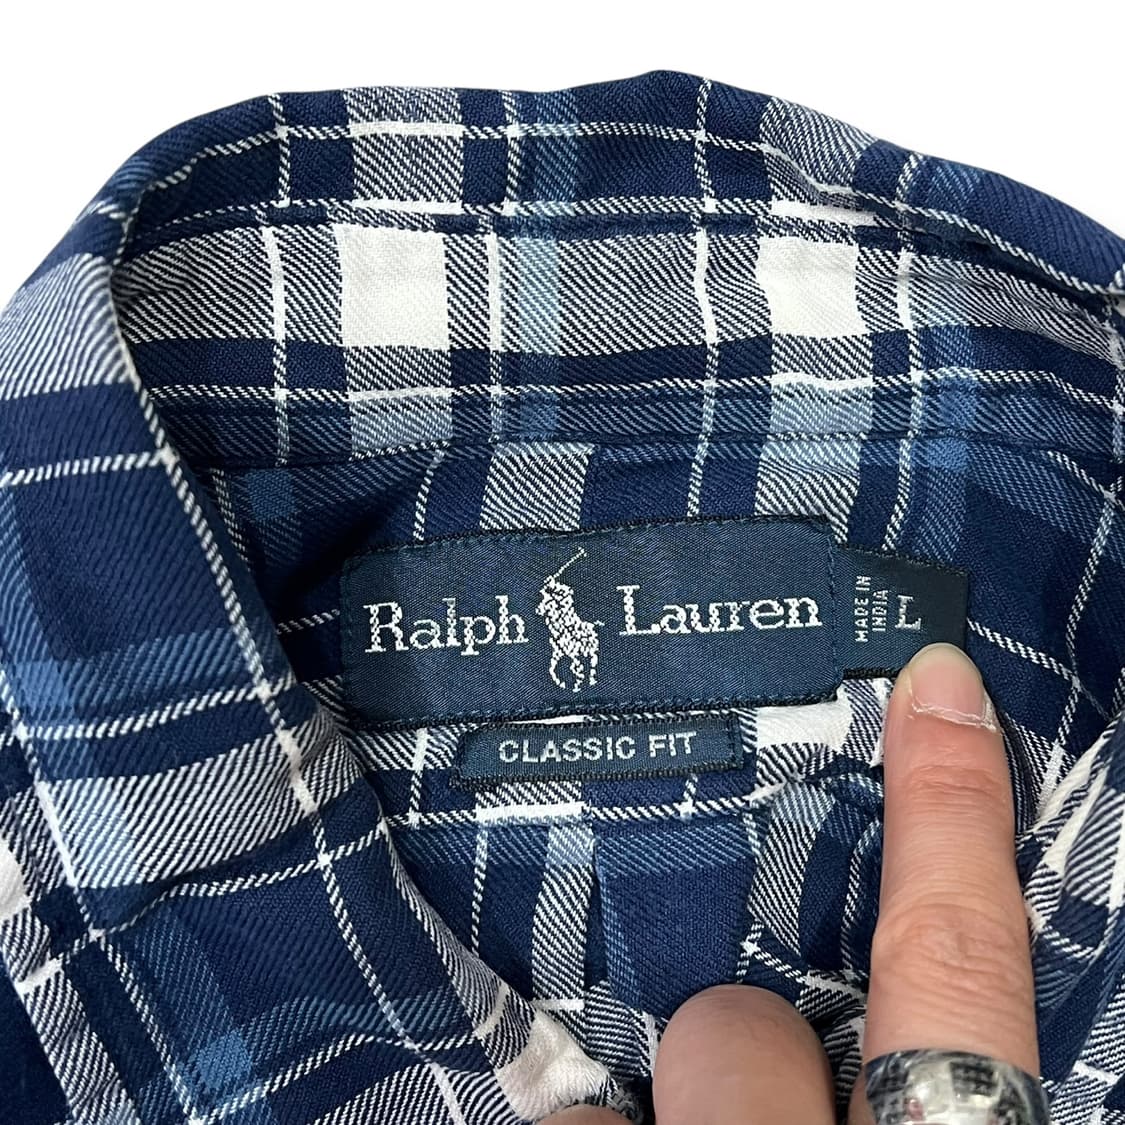 Ralph Lauren
MADE IN
INDIA
L
CLASSIC FIT